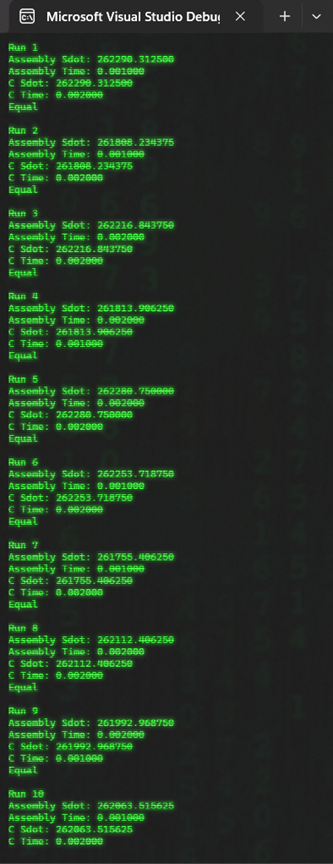 Microsoft Visual Studio Debug
Run 1
Assembly Sdot: 262290.312500
Assembly Time: 0.001000
C Sdot: 262290.312500
C Time: 0.002000
Equal
Run 2
Assembly Sdot: 261808.234375
Assembly Time: 0.001000
C Sdot: 261808.234375
C Time: 0.002000
Equal
Run 3
Assembly Sdot: 262216.843750
Assembly Time: 0.002000
C Sdot: 262216.843750
C Time: 0.002000
Equal
Run 4
Assembly Sdot: 261813.906250
Assembly Time: 0.002000
C Sdot: 261813.906250
C Time: 0.001000
Equal
Run 5
Assembly Sdot: 262280.750000
Assembly Time: 0.002000
C Sdot: 262280.750000
C Time: 0.002000
Equal
Run 6
Assembly Sdot: 262253.718750
Assembly Time: 0.001000
C Sdot: 262253.718750
C Time: 0.002000
Equal
Run 7
Assembly Sdot: 261755.406250
Assembly Time: 0.001000
C Sdot: 261755.406250
C Time: 0.002000
Equal
Run 8
Assembly Sdot: 262112.406250
Assembly Time: 0.002000
C Sdot: 262112.406250
C Time: 0.002000
Equal
Run 9
Assembly Sdot: 261992.968750
Assembly Time: 0.002000
C Sdot: 261992.968750
C Time: 0.001000
Equal
Run 10
Assembly Sdot: 262063.515625
Assembly Time: 0.001000
C Sdot: 262063.515625
C Time: 0.002000